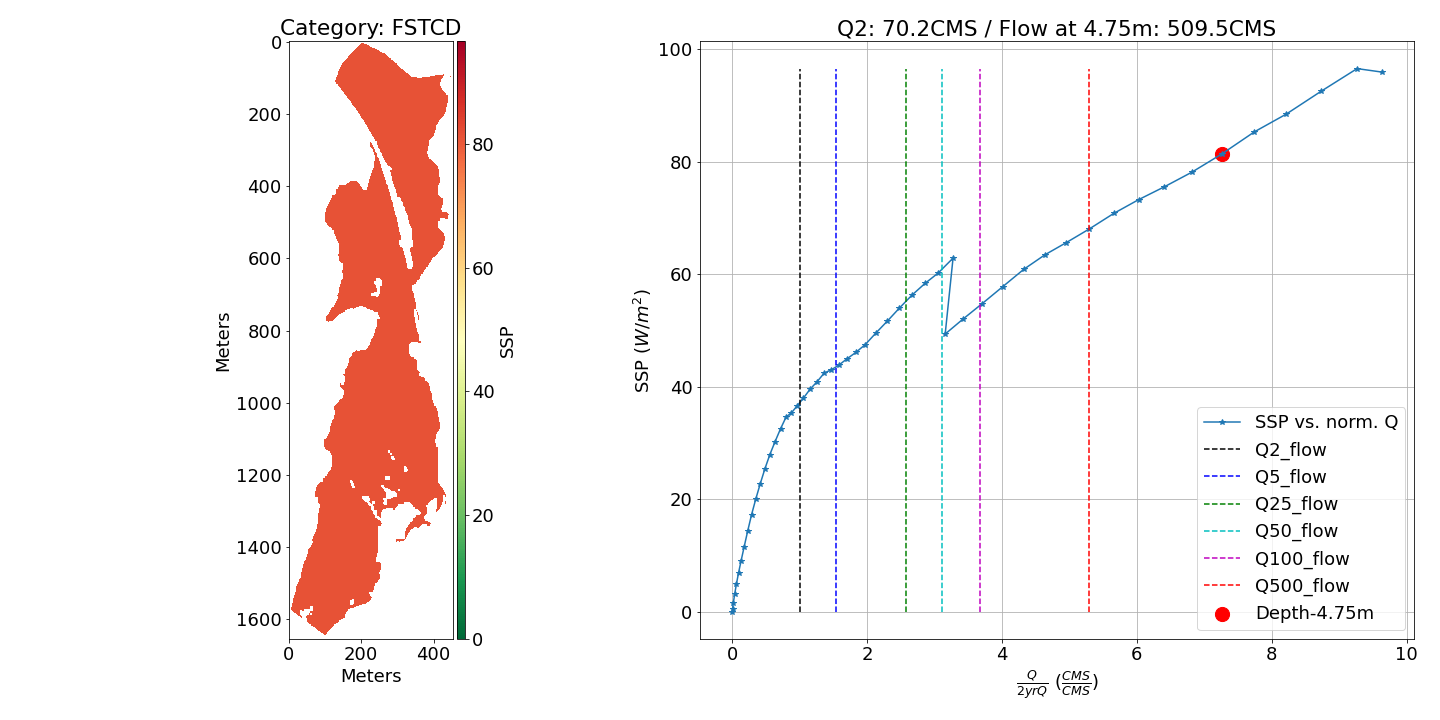 Category: FSTCD
0
200
400
600
800
1000
1200
1400
1600
Meters
0
200
400
Meters
80
60
40
20
0
SSP
Q2: 70.2CMS / Flow at 4.75m: 509.5CMS
100
80
60
40
20
0
SSP (W/m²)
0
2
4
6
8
10
Q/2yrQ (CMS/CMS)
SSP vs. norm. Q
Q2_flow
Q5_flow
Q25_flow
Q50_flow
Q100_flow
Q500_flow
Depth-4.75m